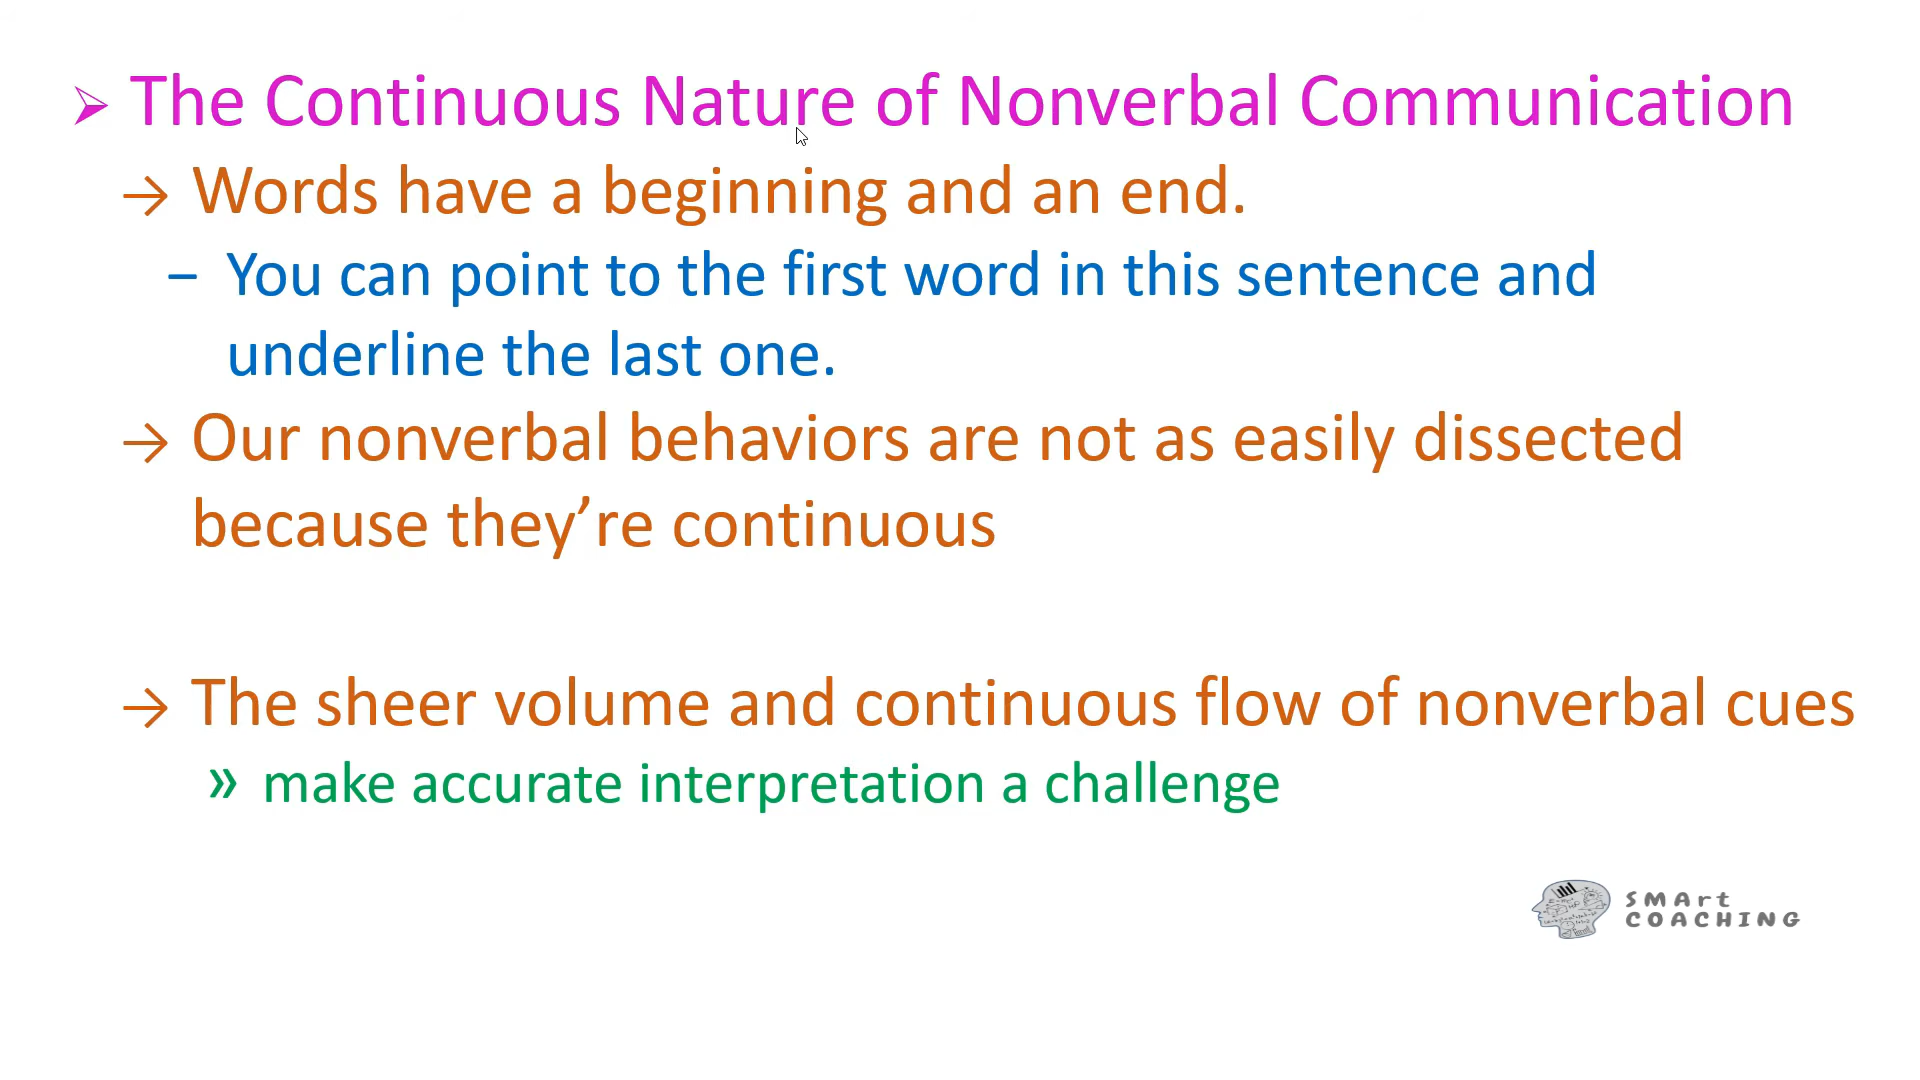 ➢ The Continuous Nature of Nonverbal Communication
→ Words have a beginning and an end.
– You can point to the first word in this sentence and
underline the last one.
→ Our nonverbal behaviors are not as easily dissected
because they’re continuous
→ The sheer volume and continuous flow of nonverbal cues
» make accurate interpretation a challenge
SMArt
COACHING